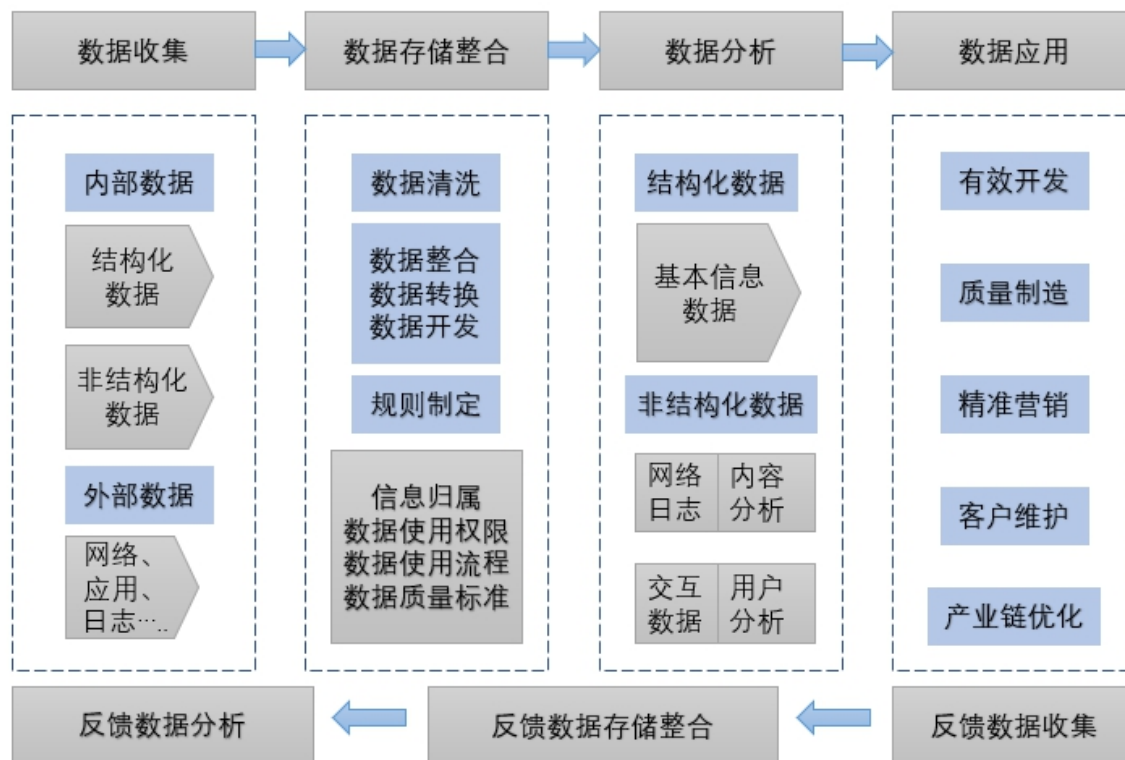 数据收集
数据存储整合
数据分析
数据应用
内部数据
结构化
数据
非结构化
数据
外部数据
网络、
应用、
日志…..
数据清洗
数据整合
数据转换
数据开发
规则制定
信息归属
数据使用权限
数据使用流程
数据质量标准
结构化数据
基本信息
数据
非结构化数据
网络
日志
内容
分析
交互
数据
用户
分析
有效开发
质量制造
精准营销
客户维护
产业链优化
反馈数据分析
反馈数据存储整合
反馈数据收集